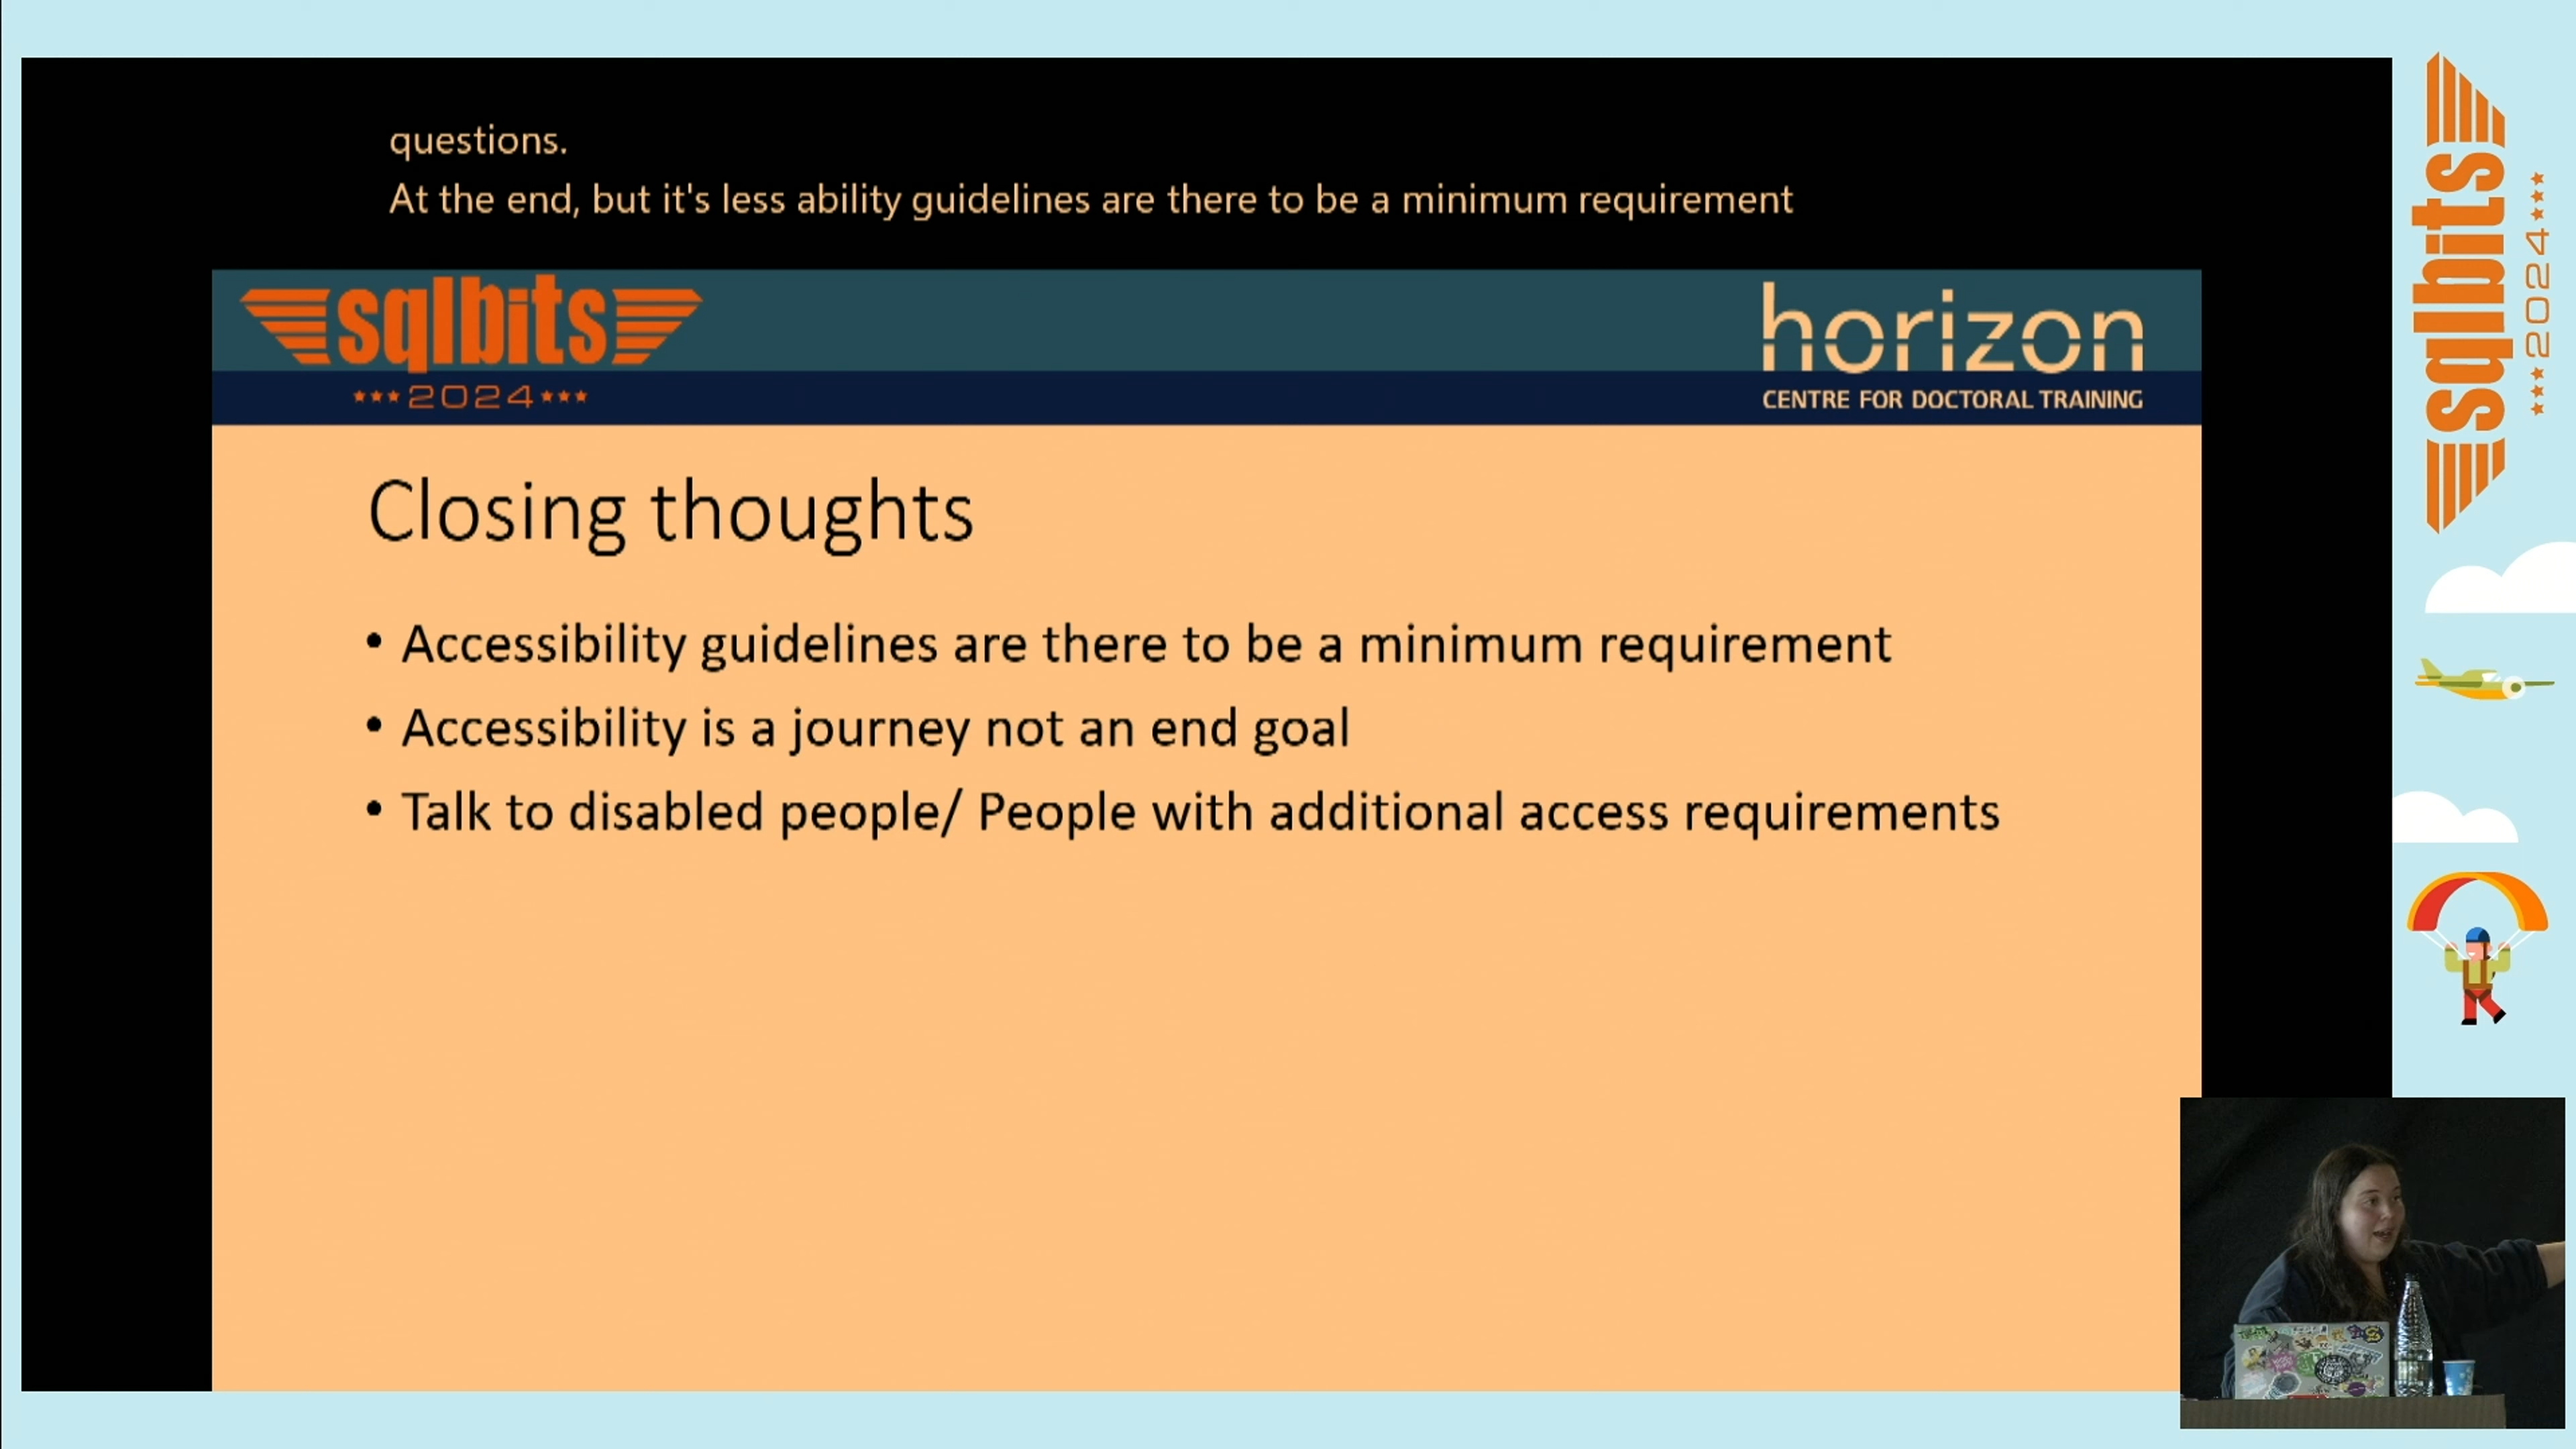 questions.
At the end, but it's less ability guidelines are there to be a minimum requirement
sqlbits
2024
horizon
CENTRE FOR DOCTORAL TRAINING
Closing thoughts
• Accessibility guidelines are there to be a minimum requirement
• Accessibility is a journey not an end goal
• Talk to disabled people/ People with additional access requirements
sqlbits
2024